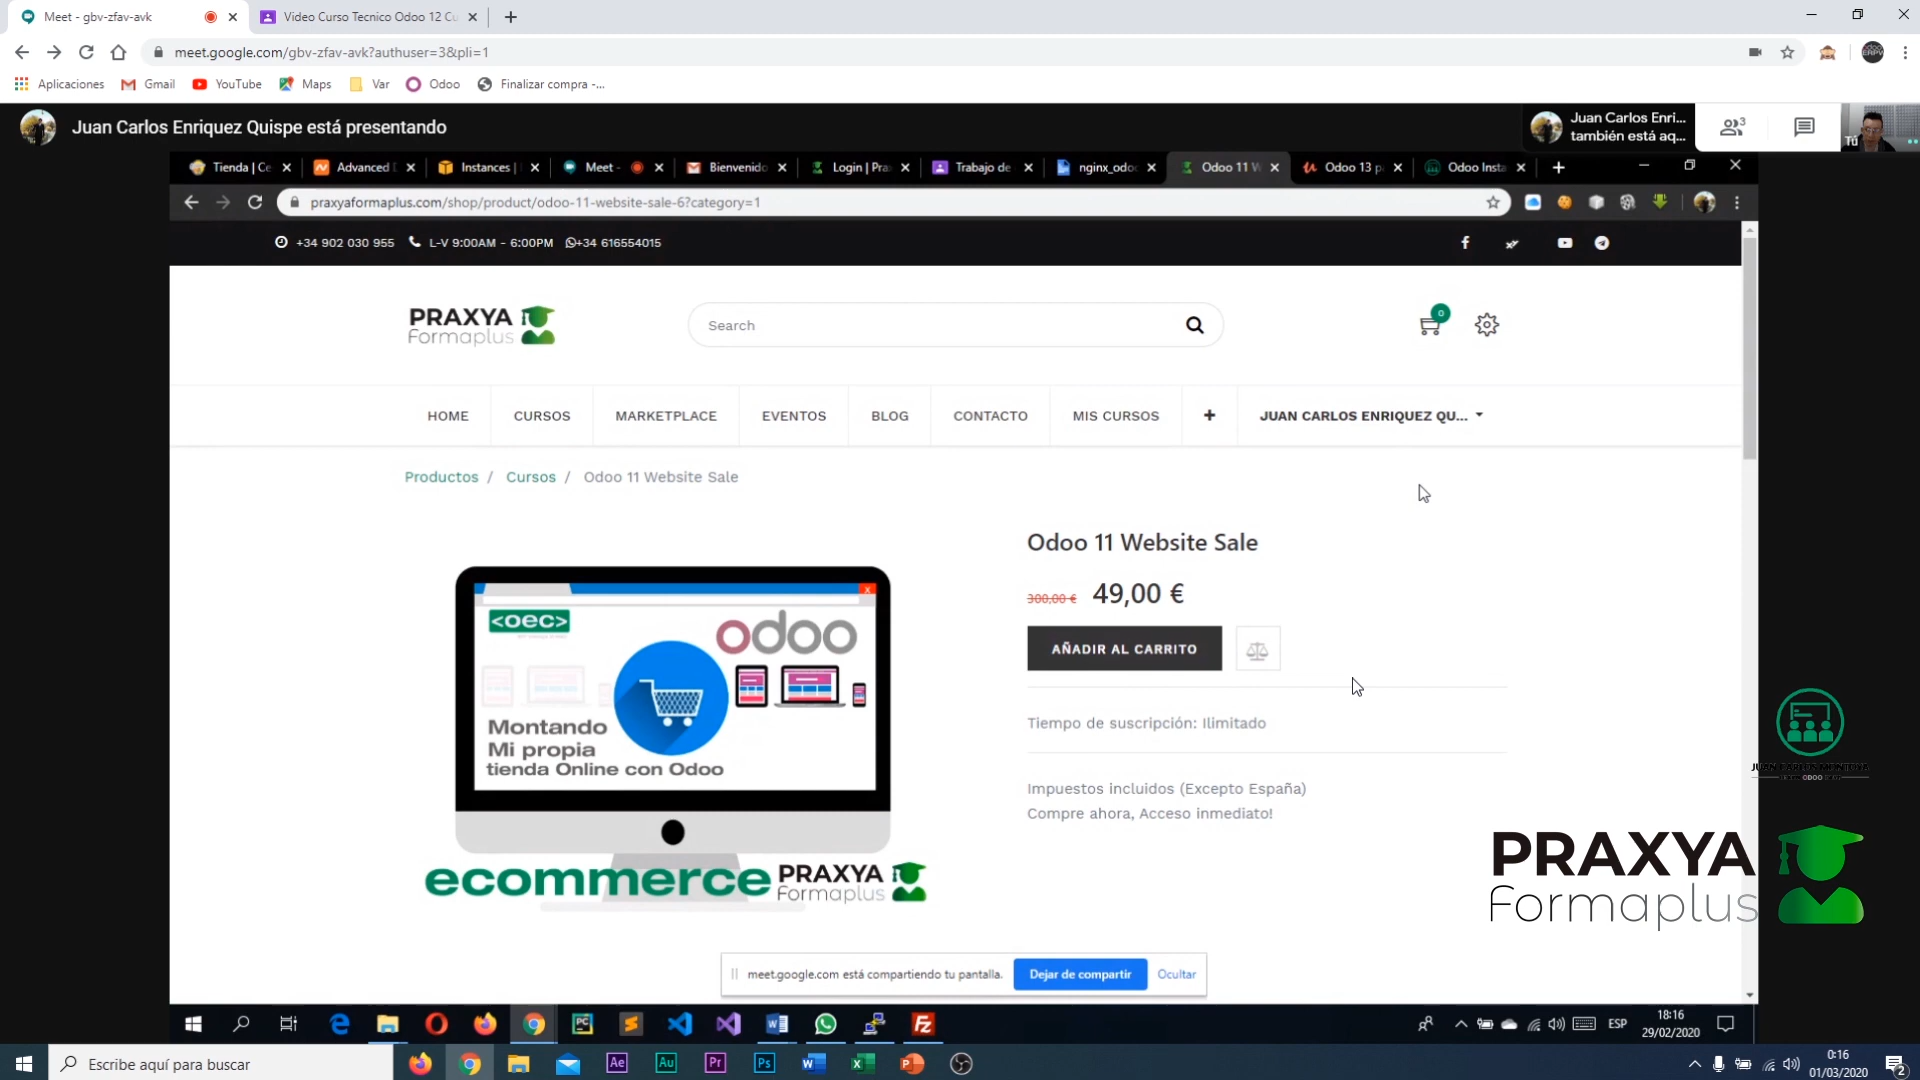 Meet - gbv-zfav-avk
Video Curso Tecnico Odoo 12 Cu
meet.google.com/gbv-zfav-avk?authuser=3&pli=1
Aplicaciones Gmail YouTube Maps Var Odoo Finalizar compra -...
Juan Carlos Enriquez Quispe está presentando
Juan Carlos Enri...
también está aq...
3
Tú
Tienda | Ce Advanced Instances | Meet - Bienvenido Login | Pra Trabajo de nginx_odoo Odoo 11 W Odoo 13 p Odoo Insta
praxyaformaplus.com/shop/product/odoo-11-website-sale-6?category=1
+34 902 030 955 L-V 9:00AM - 6:00PM +34 616554015
PRAXYA
Formaplus
Search
0
HOME CURSOS MARKETPLACE EVENTOS BLOG CONTACTO MIS CURSOS + JUAN CARLOS ENRIQUEZ QU...
Productos / Cursos / Odoo 11 Website Sale
Odoo 11 Website Sale
300,00 € 49,00 €
AÑADIR AL CARRITO
Tiempo de suscripción: Ilimitado
Impuestos incluidos (Excepto España)
Compre ahora, Acceso inmediato!
<oec>
odoo
Montando
Mi propia
tienda Online con Odoo
ecommerce PRAXYA
Formaplus
PRAXYA
Formaplus
meet.google.com está compartiendo tu pantalla. Dejar de compartir Ocultar
ESP
18:16
29/02/2020
Escribe aquí para buscar
Ae Au Pr Ps
0:16
01/03/2020
2